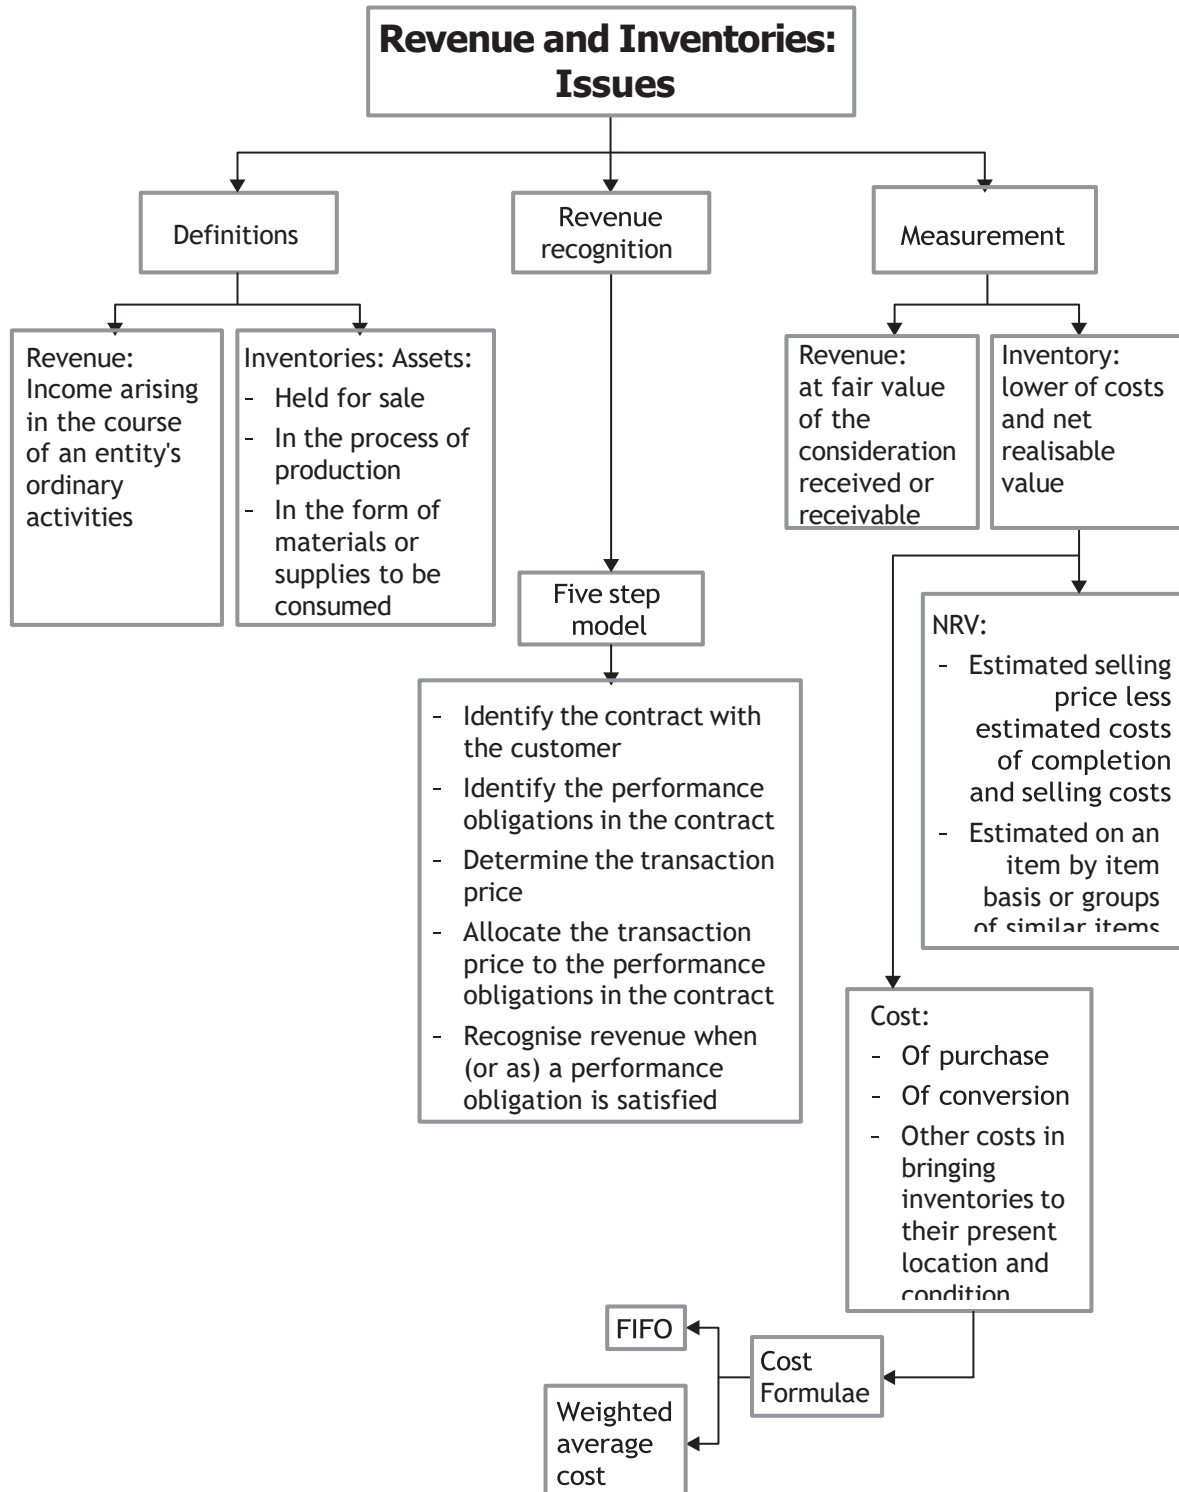 Revenue and Inventories:
Issues
Definitions
Revenue
recognition
Measurement
Revenue:
Income arising
in the course
of an entity's
ordinary
activities
Inventories: Assets:
- Held for sale
- In the process of
production
- In the form of
materials or
supplies to be
consumed
Revenue:
at fair value
of the
consideration
received or
receivable
Inventory:
lower of costs
and net
realisable
value
Five step
model
- Identify the contract with
the customer
- Identify the performance
obligations in the contract
- Determine the transaction
price
- Allocate the transaction
price to the performance
obligations in the contract
- Recognise revenue when
(or as) a performance
obligation is satisfied
NRV:
- Estimated selling
price less
estimated costs
of completion
and selling costs
- Estimated on an
item by item
basis or groups
of similar items
Cost:
- Of purchase
- Of conversion
- Other costs in
bringing
inventories to
their present
location and
condition
FIFO
Cost
Formulae
Weighted
average
cost